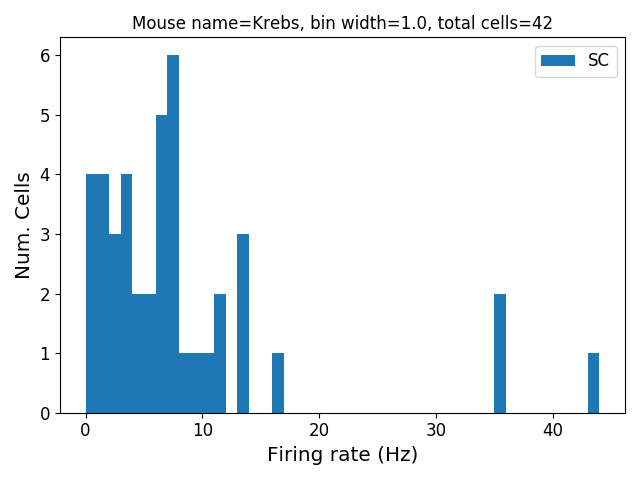 Mouse name=Krebs, bin width=1.0, total cells=42
SC
6
5
4
3
2
1
0
Num. Cells
0 10 20 30 40
Firing rate (Hz)